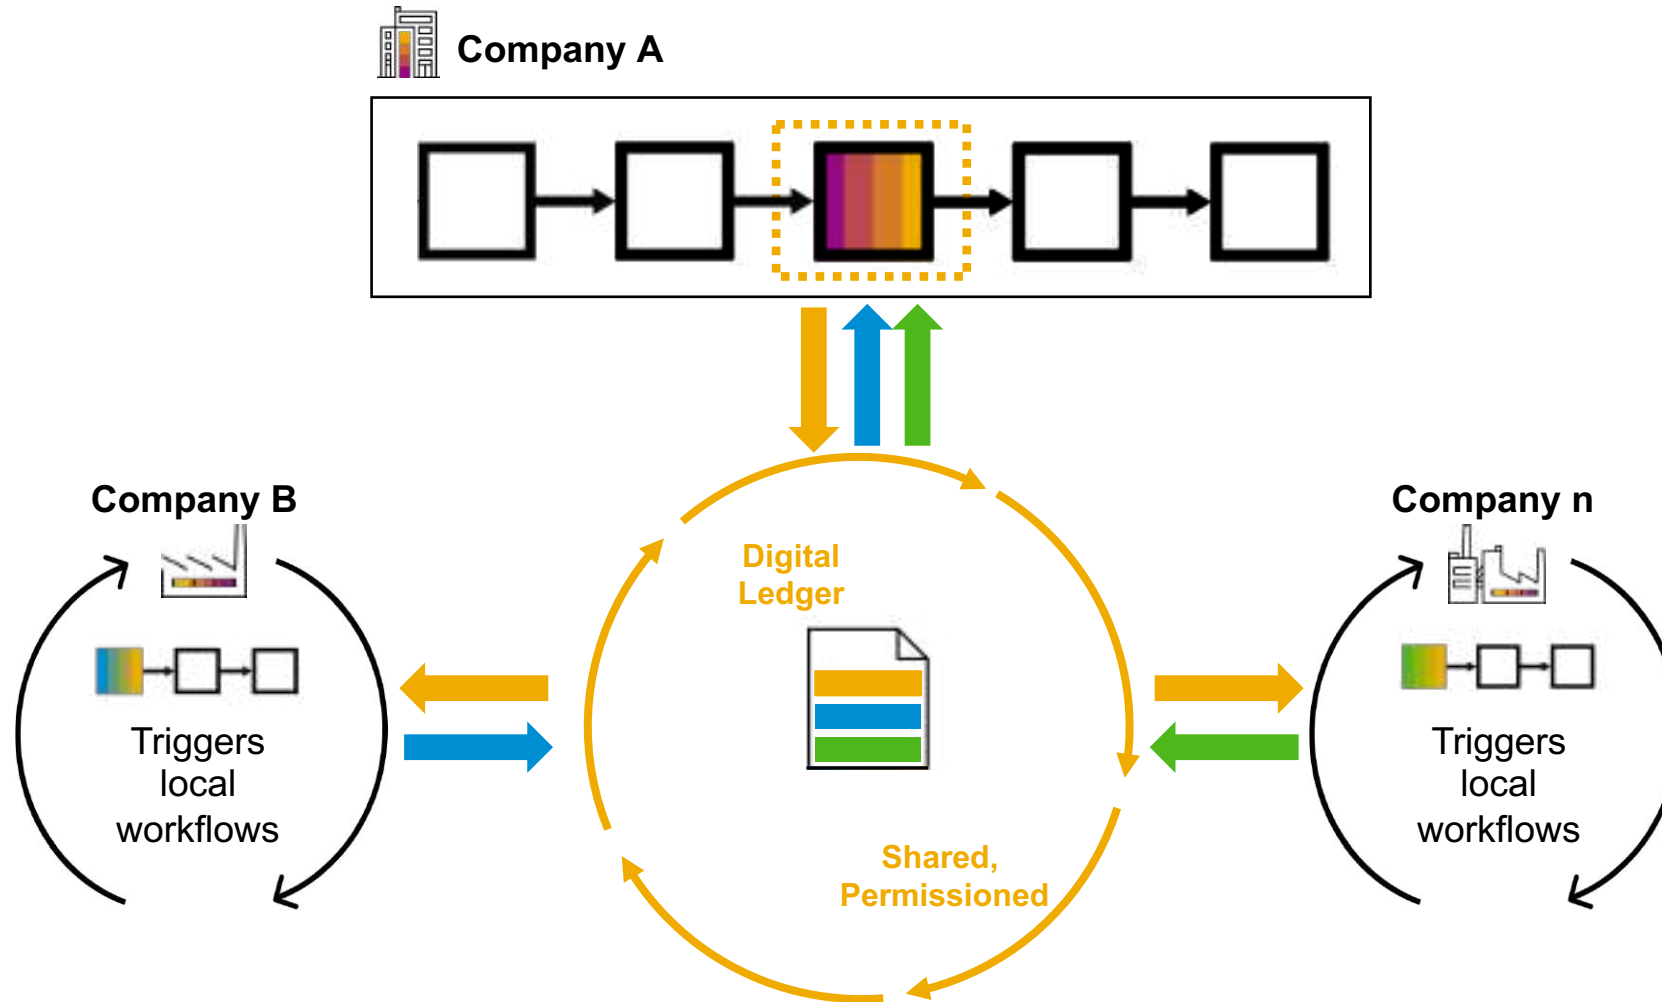 Company A
Company B
Company n
Digital
Ledger
Triggers
local
workflows
Triggers
local
workflows
Shared,
Permissioned